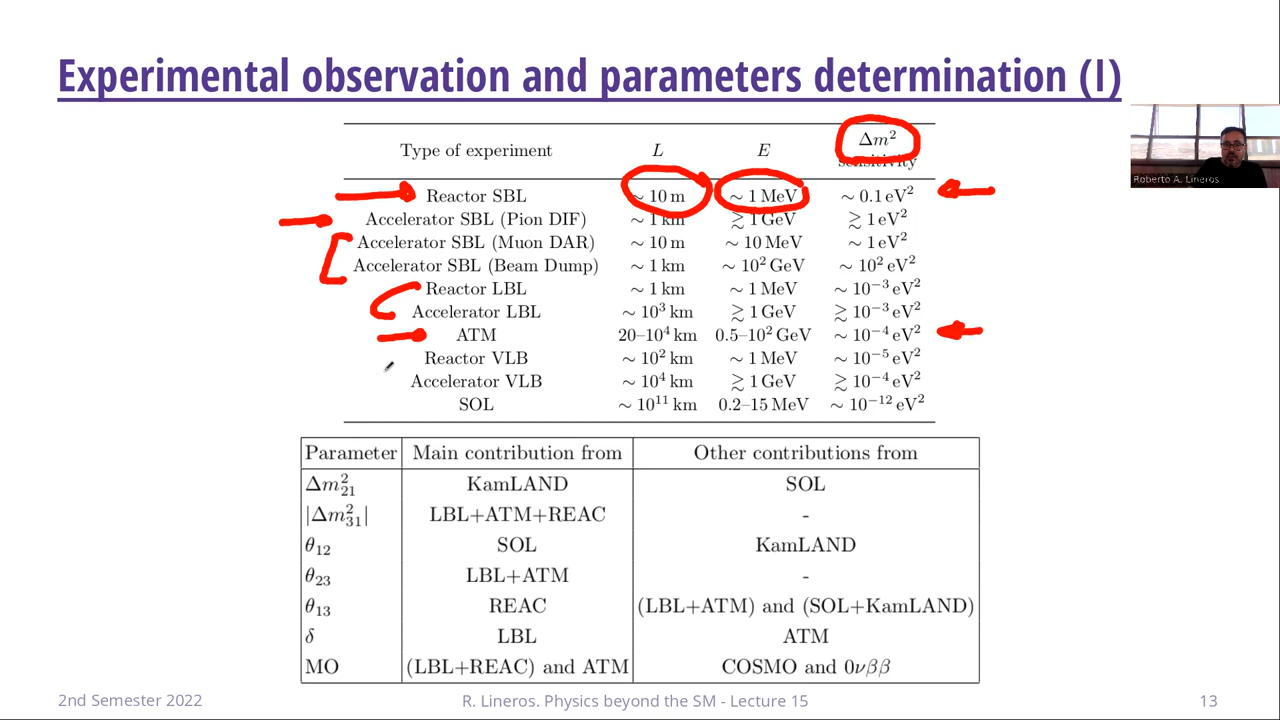 Experimental observation and parameters determination (I)
Roberto A. Lineros
Type of experiment L E Δm² sensitivity
Reactor SBL ∼ 10 m ∼ 1 MeV ∼ 0.1 eV²
Accelerator SBL (Pion DIF) ∼ 1 km ≳ 1 GeV ≳ 1 eV²
Accelerator SBL (Muon DAR) ∼ 10 m ∼ 10 MeV ∼ 1 eV²
Accelerator SBL (Beam Dump) ∼ 1 km ∼ 10² GeV ∼ 10² eV²
Reactor LBL ∼ 1 km ∼ 1 MeV ∼ 10⁻³ eV²
Accelerator LBL ∼ 10³ km ≳ 1 GeV ≳ 10⁻³ eV²
ATM 20–10⁴ km 0.5–10² GeV ∼ 10⁻⁴ eV²
Reactor VLB ∼ 10² km ∼ 1 MeV ∼ 10⁻⁵ eV²
Accelerator VLB ∼ 10⁴ km ≳ 1 GeV ≳ 10⁻⁴ eV²
SOL ∼ 10¹¹ km 0.2–15 MeV ∼ 10⁻¹² eV²
Parameter Main contribution from Other contributions from
Δm²₂₁ KamLAND SOL
|Δm²₃₁| LBL+ATM+REAC -
θ₁₂ SOL KamLAND
θ₂₃ LBL+ATM -
θ₁₃ REAC (LBL+ATM) and (SOL+KamLAND)
δ LBL ATM
MO (LBL+REAC) and ATM COSMO and 0νββ
2nd Semester 2022 R. Lineros. Physics beyond the SM - Lecture 15 13